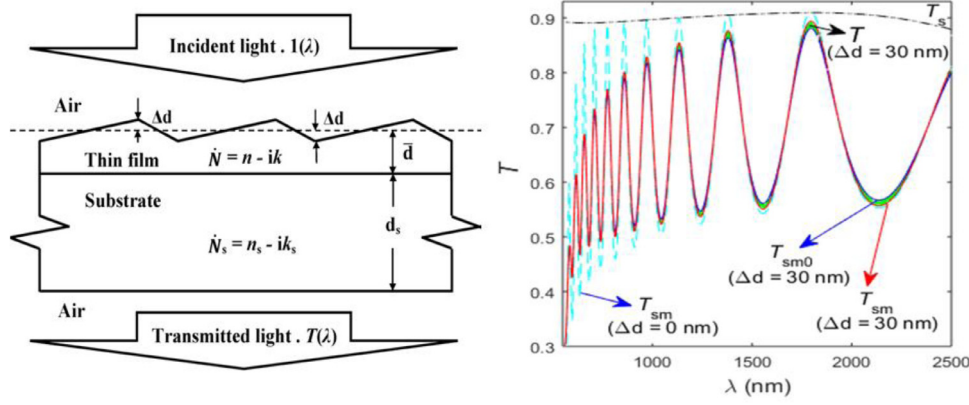 Incident light . 1(λ)
Air
Δd
Δd
d̅
Thin film
Ṅ = n - ik
Substrate
dₛ
Ṅₛ = nₛ - ikₛ
Air
Transmitted light . T(λ)
0.9
0.8
0.7
0.6
0.5
0.4
0.3
T
Tₛ
T
(Δd = 30 nm)
Tₛₘ₀
(Δd = 30 nm)
Tₛₘ
(Δd = 0 nm)
Tₛₘ
(Δd = 30 nm)
1000
1500
2000
2500
λ (nm)